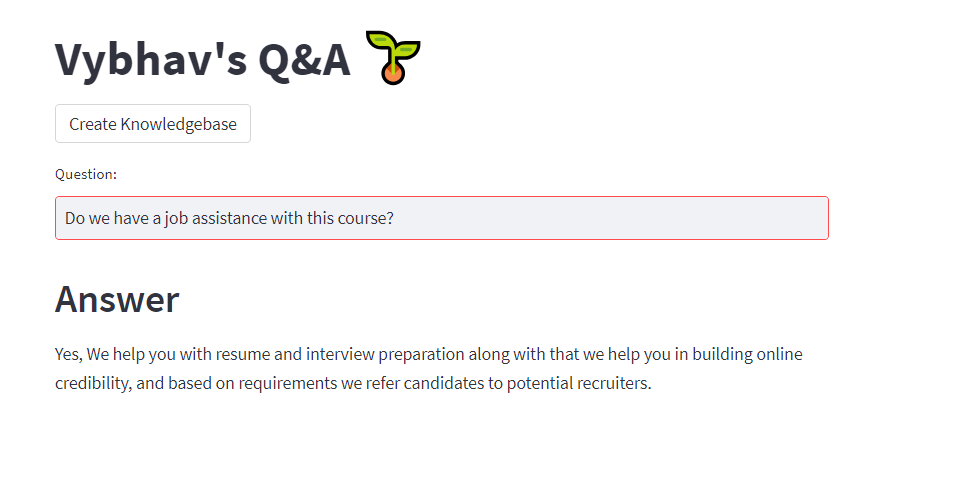 Vybhav's Q&A
Create Knowledgebase
Question:
Do we have a job assistance with this course?
Answer
Yes, We help you with resume and interview preparation along with that we help you in building online
credibility, and based on requirements we refer candidates to potential recruiters.